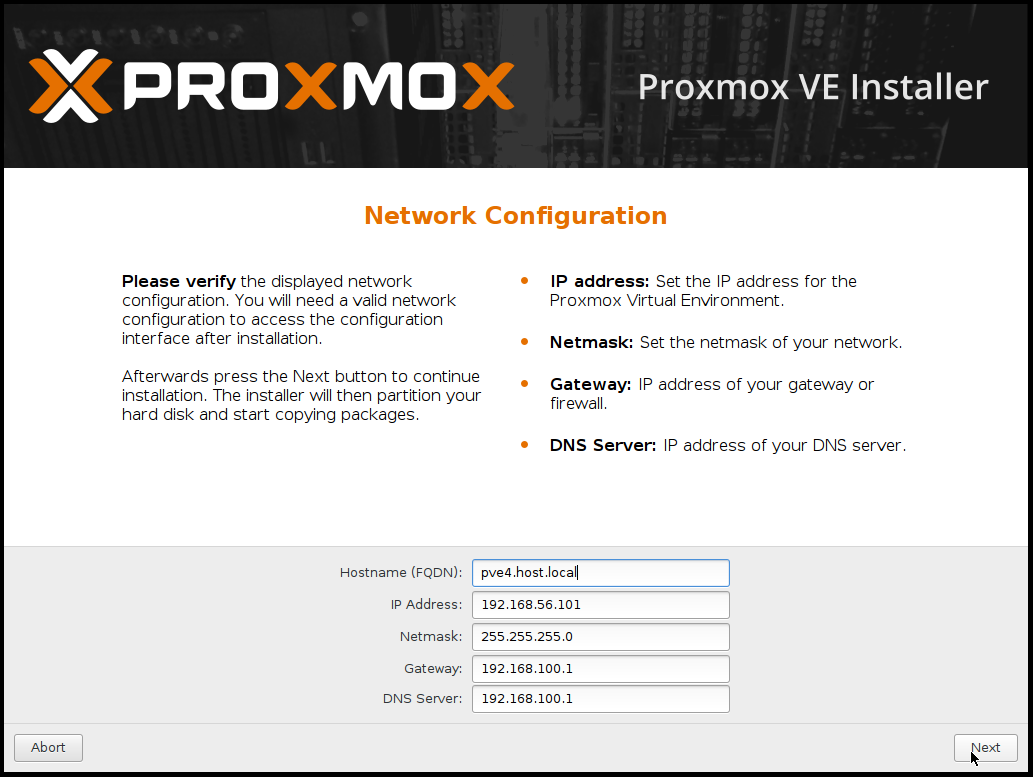 PROXMOX
Proxmox VE Installer
Network Configuration
Please verify the displayed network
configuration. You will need a valid network
configuration to access the configuration
interface after installation.
Afterwards press the Next button to continue
installation. The installer will then partition your
hard disk and start copying packages.
IP address: Set the IP address for the
Proxmox Virtual Environment.
Netmask: Set the netmask of your network.
Gateway: IP address of your gateway or
firewall.
DNS Server: IP address of your DNS server.
Hostname (FQDN): pve4.host.local
IP Address: 192.168.56.101
Netmask: 255.255.255.0
Gateway: 192.168.100.1
DNS Server: 192.168.100.1
Abort
Next